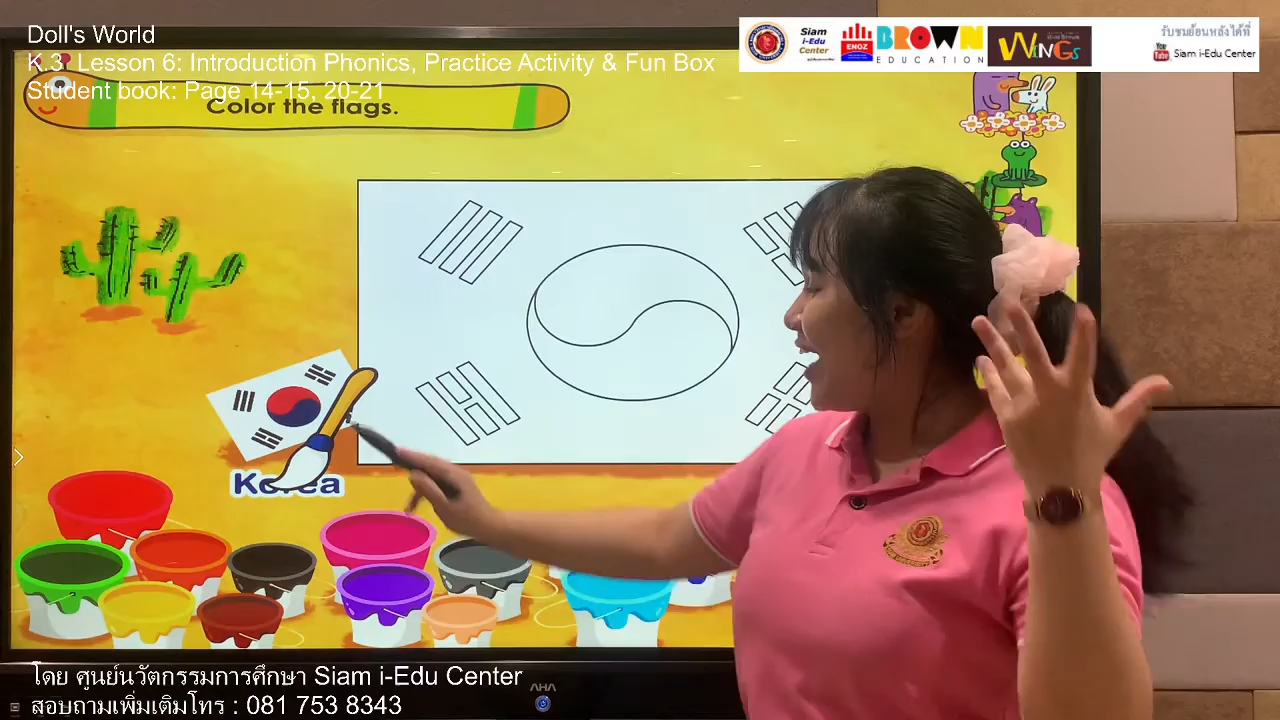 Doll's World
K.3: Lesson 6: Introduction Phonics, Practice Activity & Fun Box
Student book: Page 14-15, 20-21
Color the flags.
Siam
i-Edu
Center
ENOZ
BROWN
EDUCATION
WiNGs
รับชมย้อนหลังได้ที่
You
Tube
Siam i-Edu Center
Korea
โดย ศูนย์นวัตกรรมการศึกษา Siam i-Edu Center
สอบถามเพิ่มเติมโทร : 081 753 8343
AHA